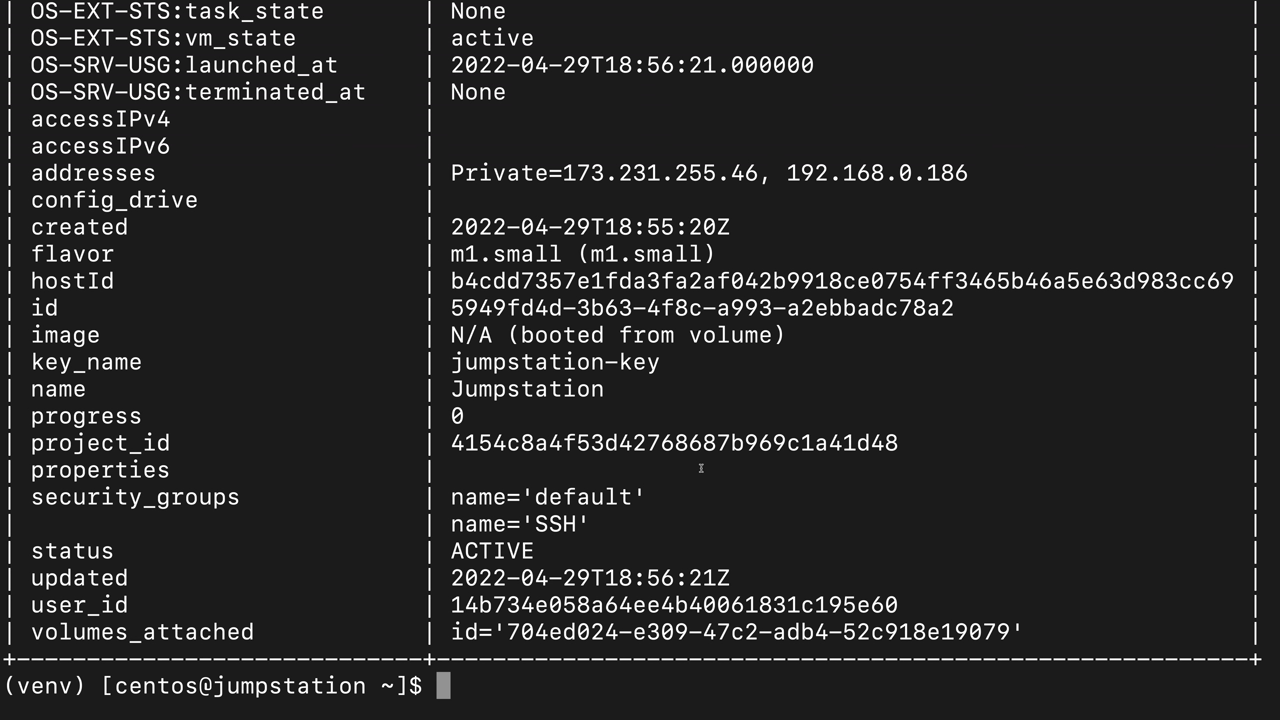 | OS-EXT-STS:task_state | None |
| OS-EXT-STS:vm_state | active |
| OS-SRV-USG:launched_at | 2022-04-29T18:56:21.000000 |
| OS-SRV-USG:terminated_at | None |
| accessIPv4 | |
| accessIPv6 | |
| addresses | Private=173.231.255.46, 192.168.0.186 |
| config_drive | |
| created | 2022-04-29T18:55:20Z |
| flavor | m1.small (m1.small) |
| hostId | b4cdd7357e1fda3fa2af042b9918ce0754ff3465b46a5e63d983cc69 |
| id | 5949fd4d-3b63-4f8c-a993-a2ebbadc78a2 |
| image | N/A (booted from volume) |
| key_name | jumpstation-key |
| name | Jumpstation |
| progress | 0 |
| project_id | 4154c8a4f53d42768687b969c1a41d48 |
| properties | |
| security_groups | name='default' |
| | name='SSH' |
| status | ACTIVE |
| updated | 2022-04-29T18:56:21Z |
| user_id | 14b734e058a64ee4b40061831c195e60 |
| volumes_attached | id='704ed024-e309-47c2-adb4-52c918e19079' |
+-----------------------------+----------------------------------------------------------+
(venv) [centos@jumpstation ~]$